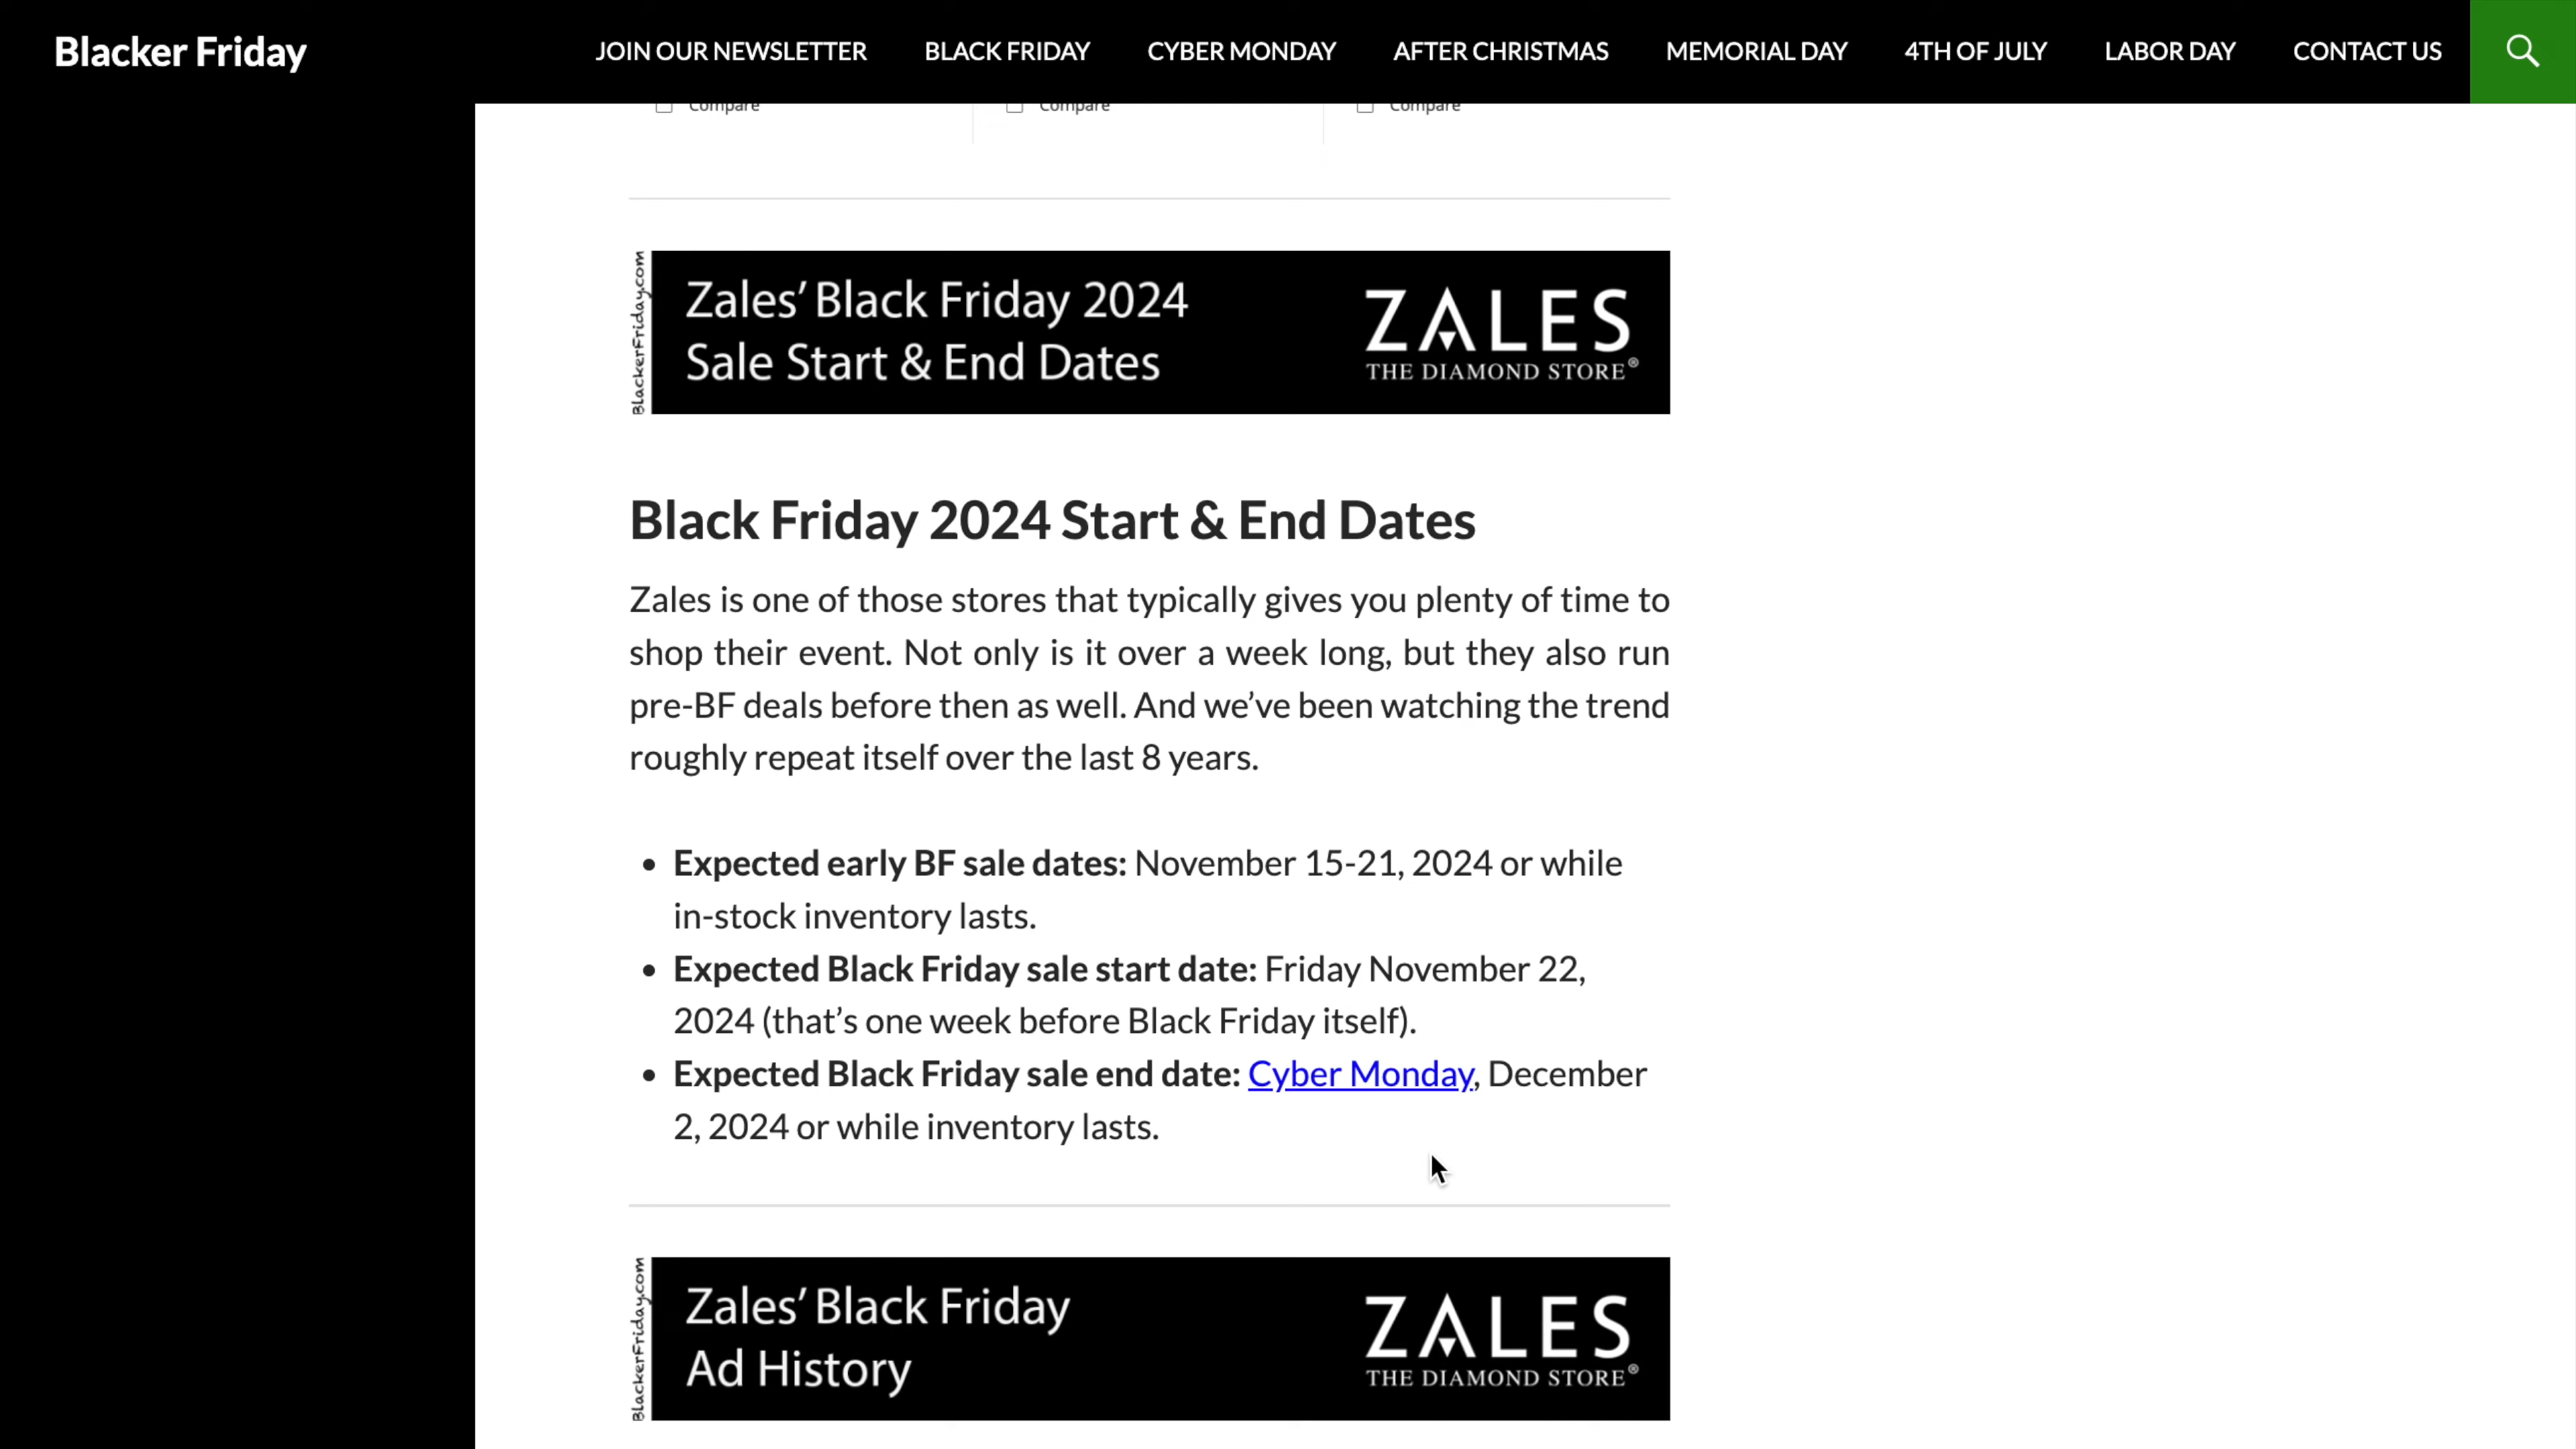 Blacker Friday
JOIN OUR NEWSLETTER
BLACK FRIDAY
CYBER MONDAY
AFTER CHRISTMAS
MEMORIAL DAY
4TH OF JULY
LABOR DAY
CONTACT US
Compare
Compare
Compare
BlackerFriday.com
Zales' Black Friday 2024
Sale Start & End Dates
ZALES
THE DIAMOND STORE®
Black Friday 2024 Start & End Dates
Zales is one of those stores that typically gives you plenty of time to
shop their event. Not only is it over a week long, but they also run
pre-BF deals before then as well. And we’ve been watching the trend
roughly repeat itself over the last 8 years.
• Expected early BF sale dates: November 15-21, 2024 or while
in-stock inventory lasts.
• Expected Black Friday sale start date: Friday November 22,
2024 (that’s one week before Black Friday itself).
• Expected Black Friday sale end date: Cyber Monday, December
2, 2024 or while inventory lasts.
BlackerFriday.com
Zales' Black Friday
Ad History
ZALES
THE DIAMOND STORE®